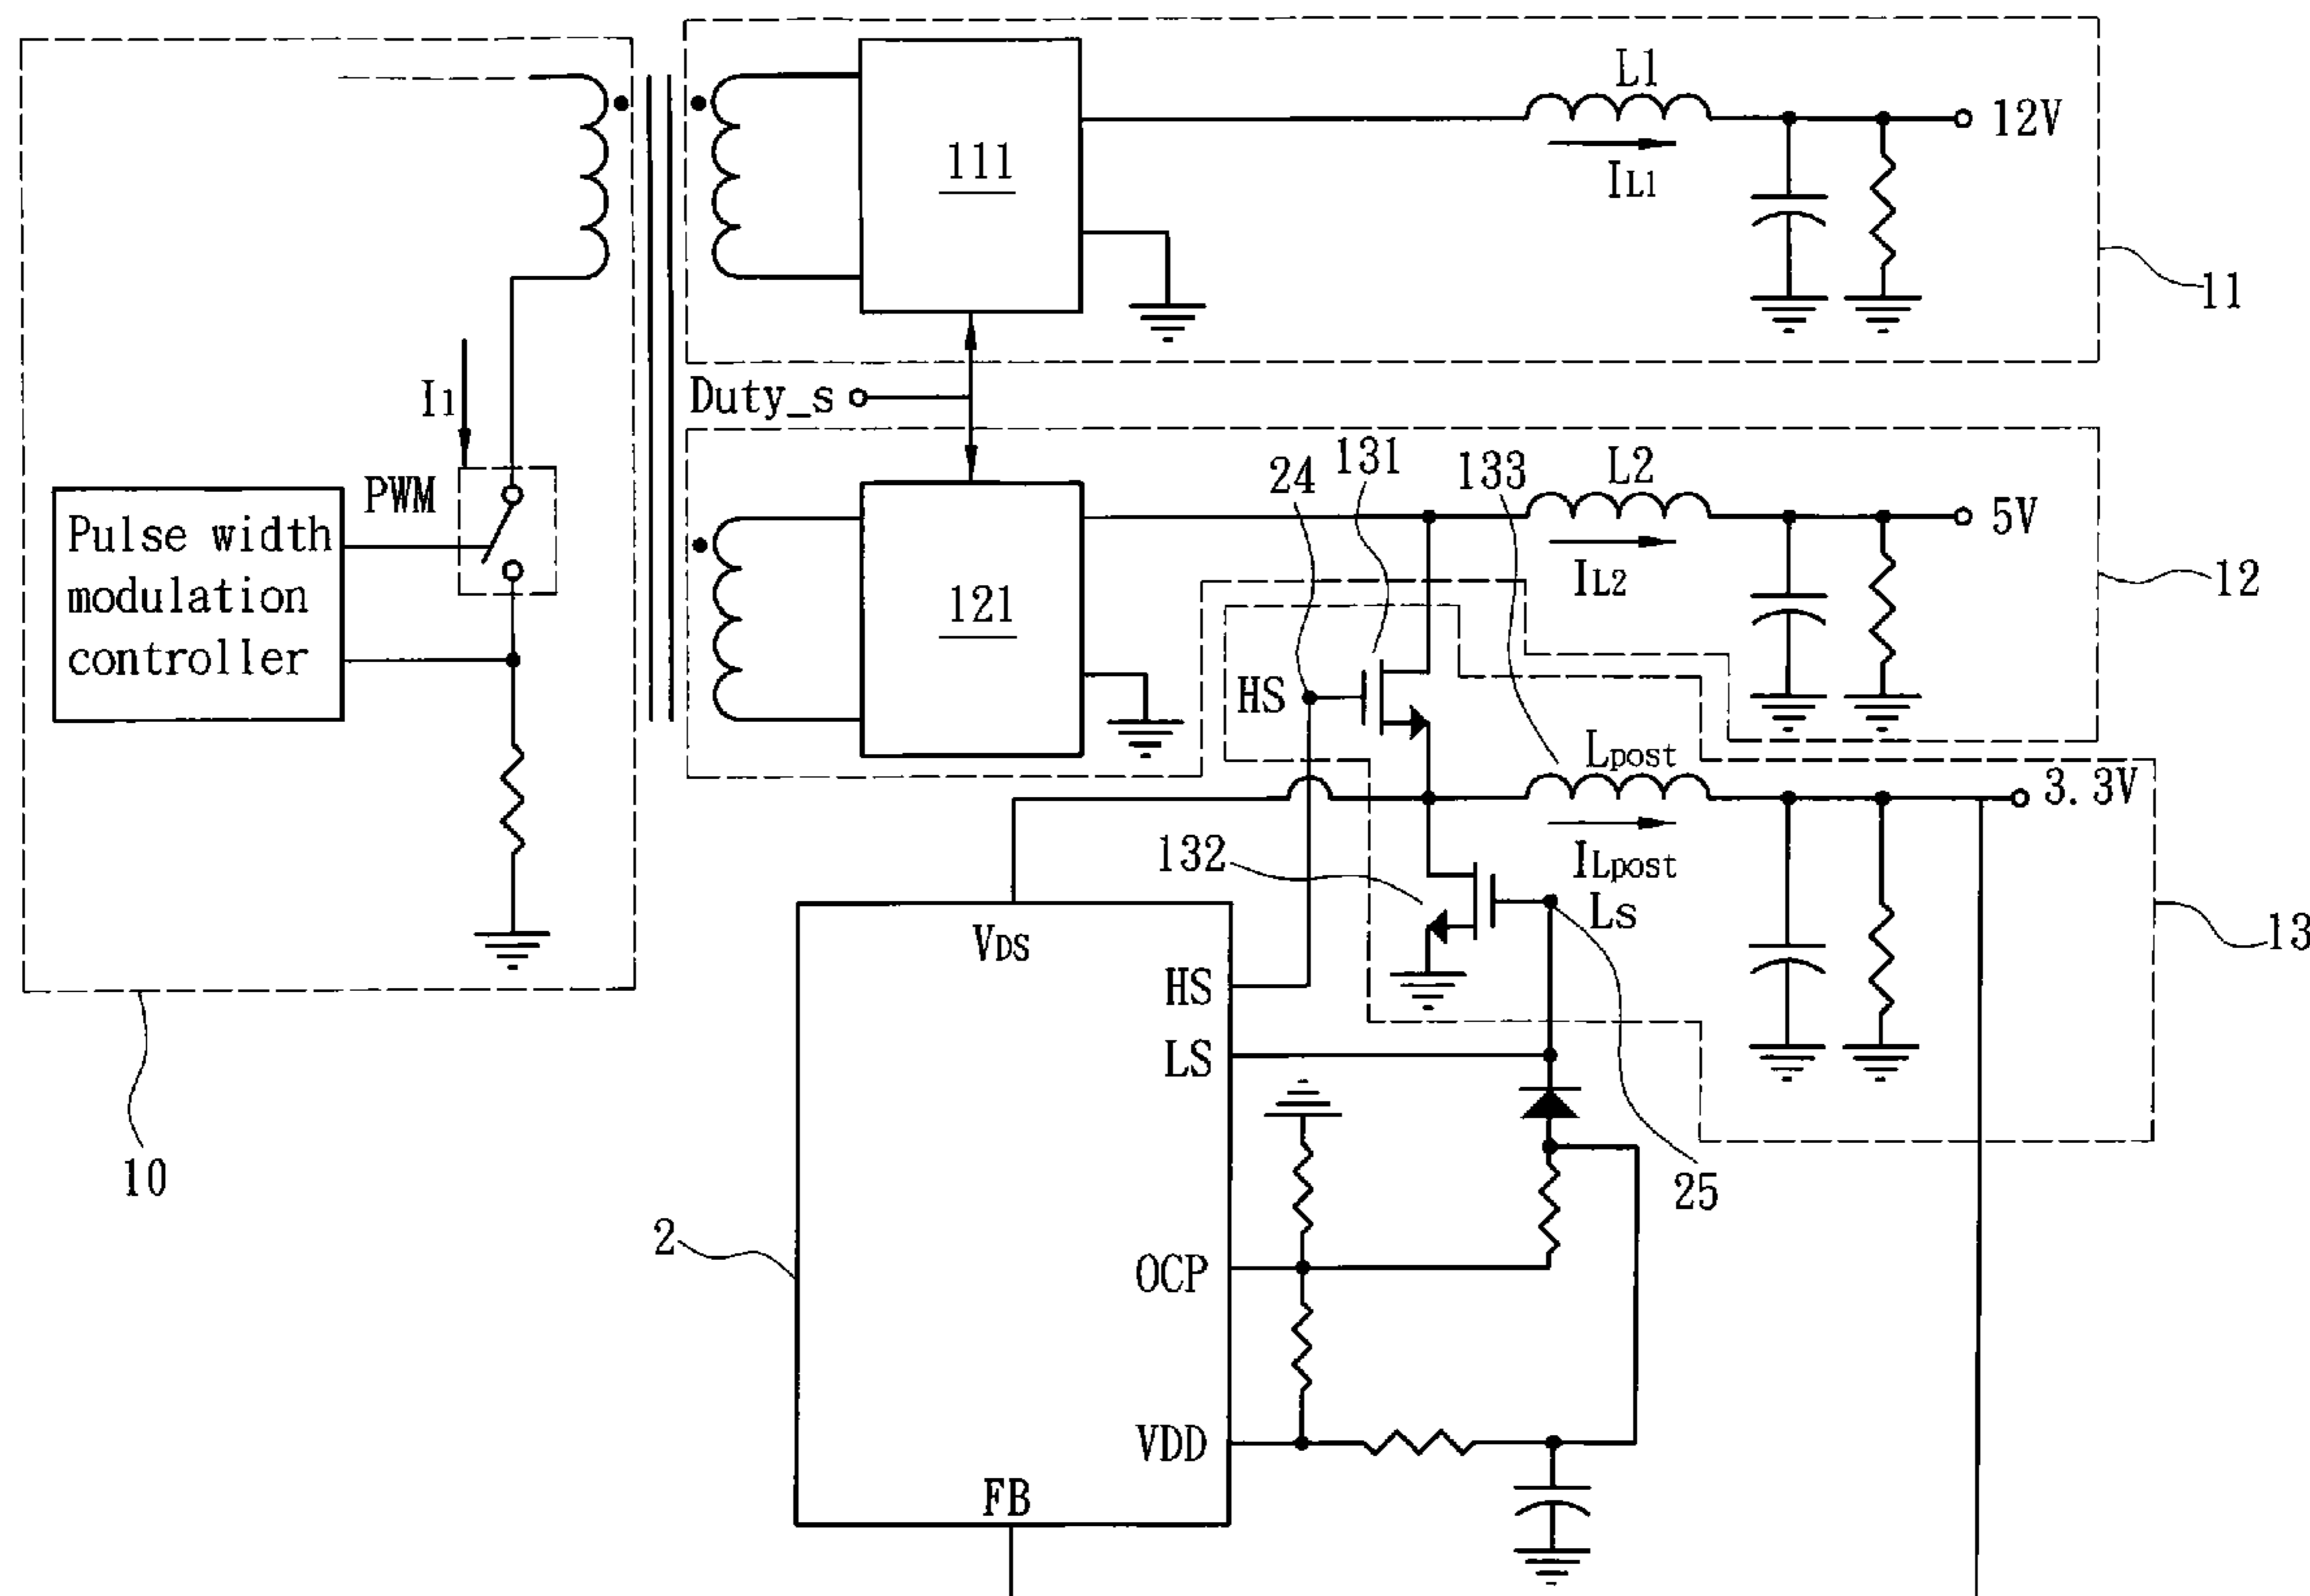 L1
12V
111
IL1
11
I1
Duty_s
PWM
24
131
133
L2
5V
Pulse width
modulation
controller
121
IL2
12
HS
Lpost
3.3V
132
ILpost
Ls
VDS
13
HS
LS
10
25
2
OCP
VDD
FB